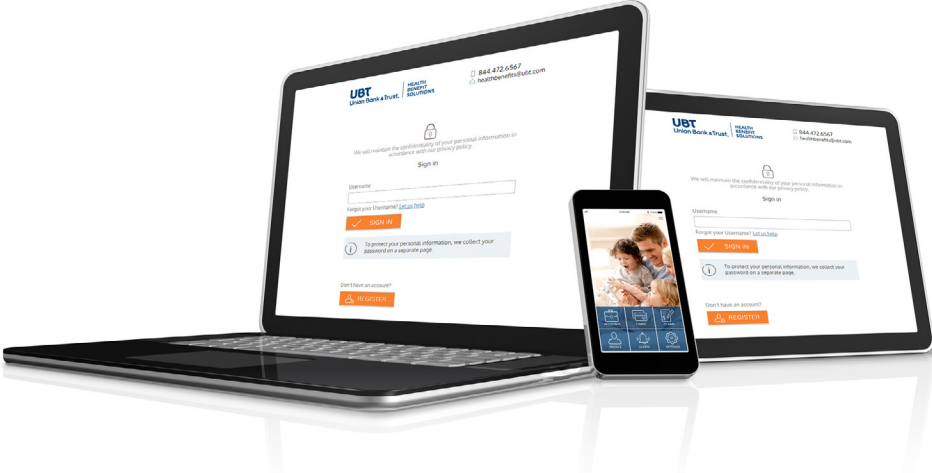 UBT
Union Bank & Trust.
HEALTH
BENEFIT
SOLUTIONS
844.472.6567
healthbenefits@ubt.com
We will maintain the confidentiality of your personal information in
accordance with our privacy policy.
Sign in
Username
Forgot your Username? Let us help
SIGN IN
To protect your personal information, we collect your
password on a separate page
Don't have an account?
REGISTER
UBT
Union Bank & Trust.
HEALTH
BENEFIT
SOLUTIONS
844.472.6567
healthbenefits@ubt.com
We will maintain the confidentiality of your personal information in
accordance with our privacy policy.
Sign in
Username
Forgot your Username? Let us help
SIGN IN
To protect your personal information, we collect your
password on a separate page
Don't have an account?
REGISTER